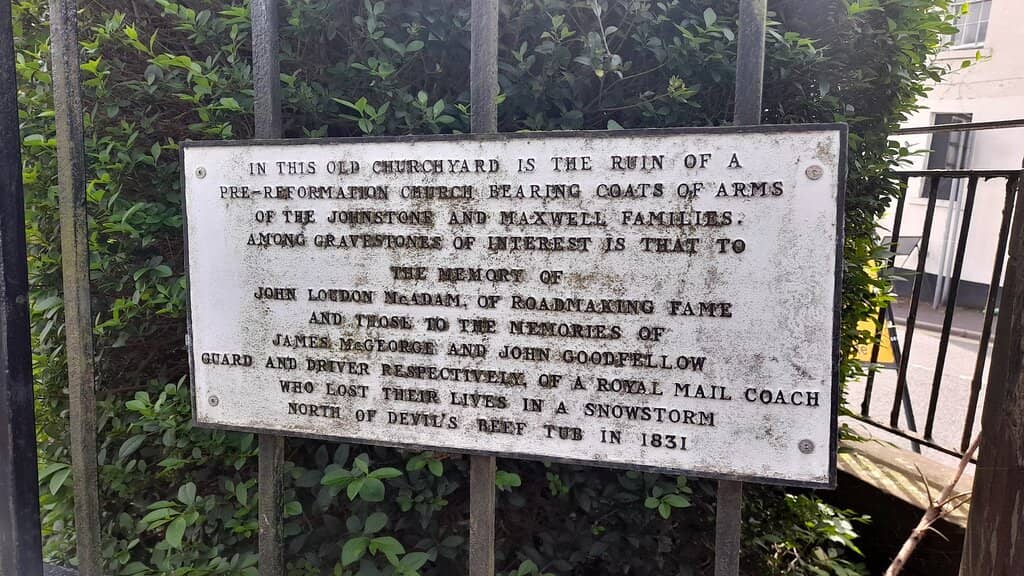 IN THIS OLD CHURCHYARD IS THE RUIN OF A
PRE-REFORMATION CHURCH BEARING COATS OF ARMS
OF THE JOHNSTONE AND MAXWELL FAMILIES.
AMONG GRAVESTONES OF INTEREST IS THAT TO
THE MEMORY OF
JOHN LOUDON McADAM, OF ROADMAKING FAME
AND THOSE TO THE MEMORIES OF
JAMES McGEORGE AND JOHN GOODFELLOW
GUARD AND DRIVER RESPECTIVELY, OF A ROYAL MAIL COACH
WHO LOST THEIR LIVES IN A SNOWSTORM
NORTH OF DEVIL'S BEEF TUB IN 1831